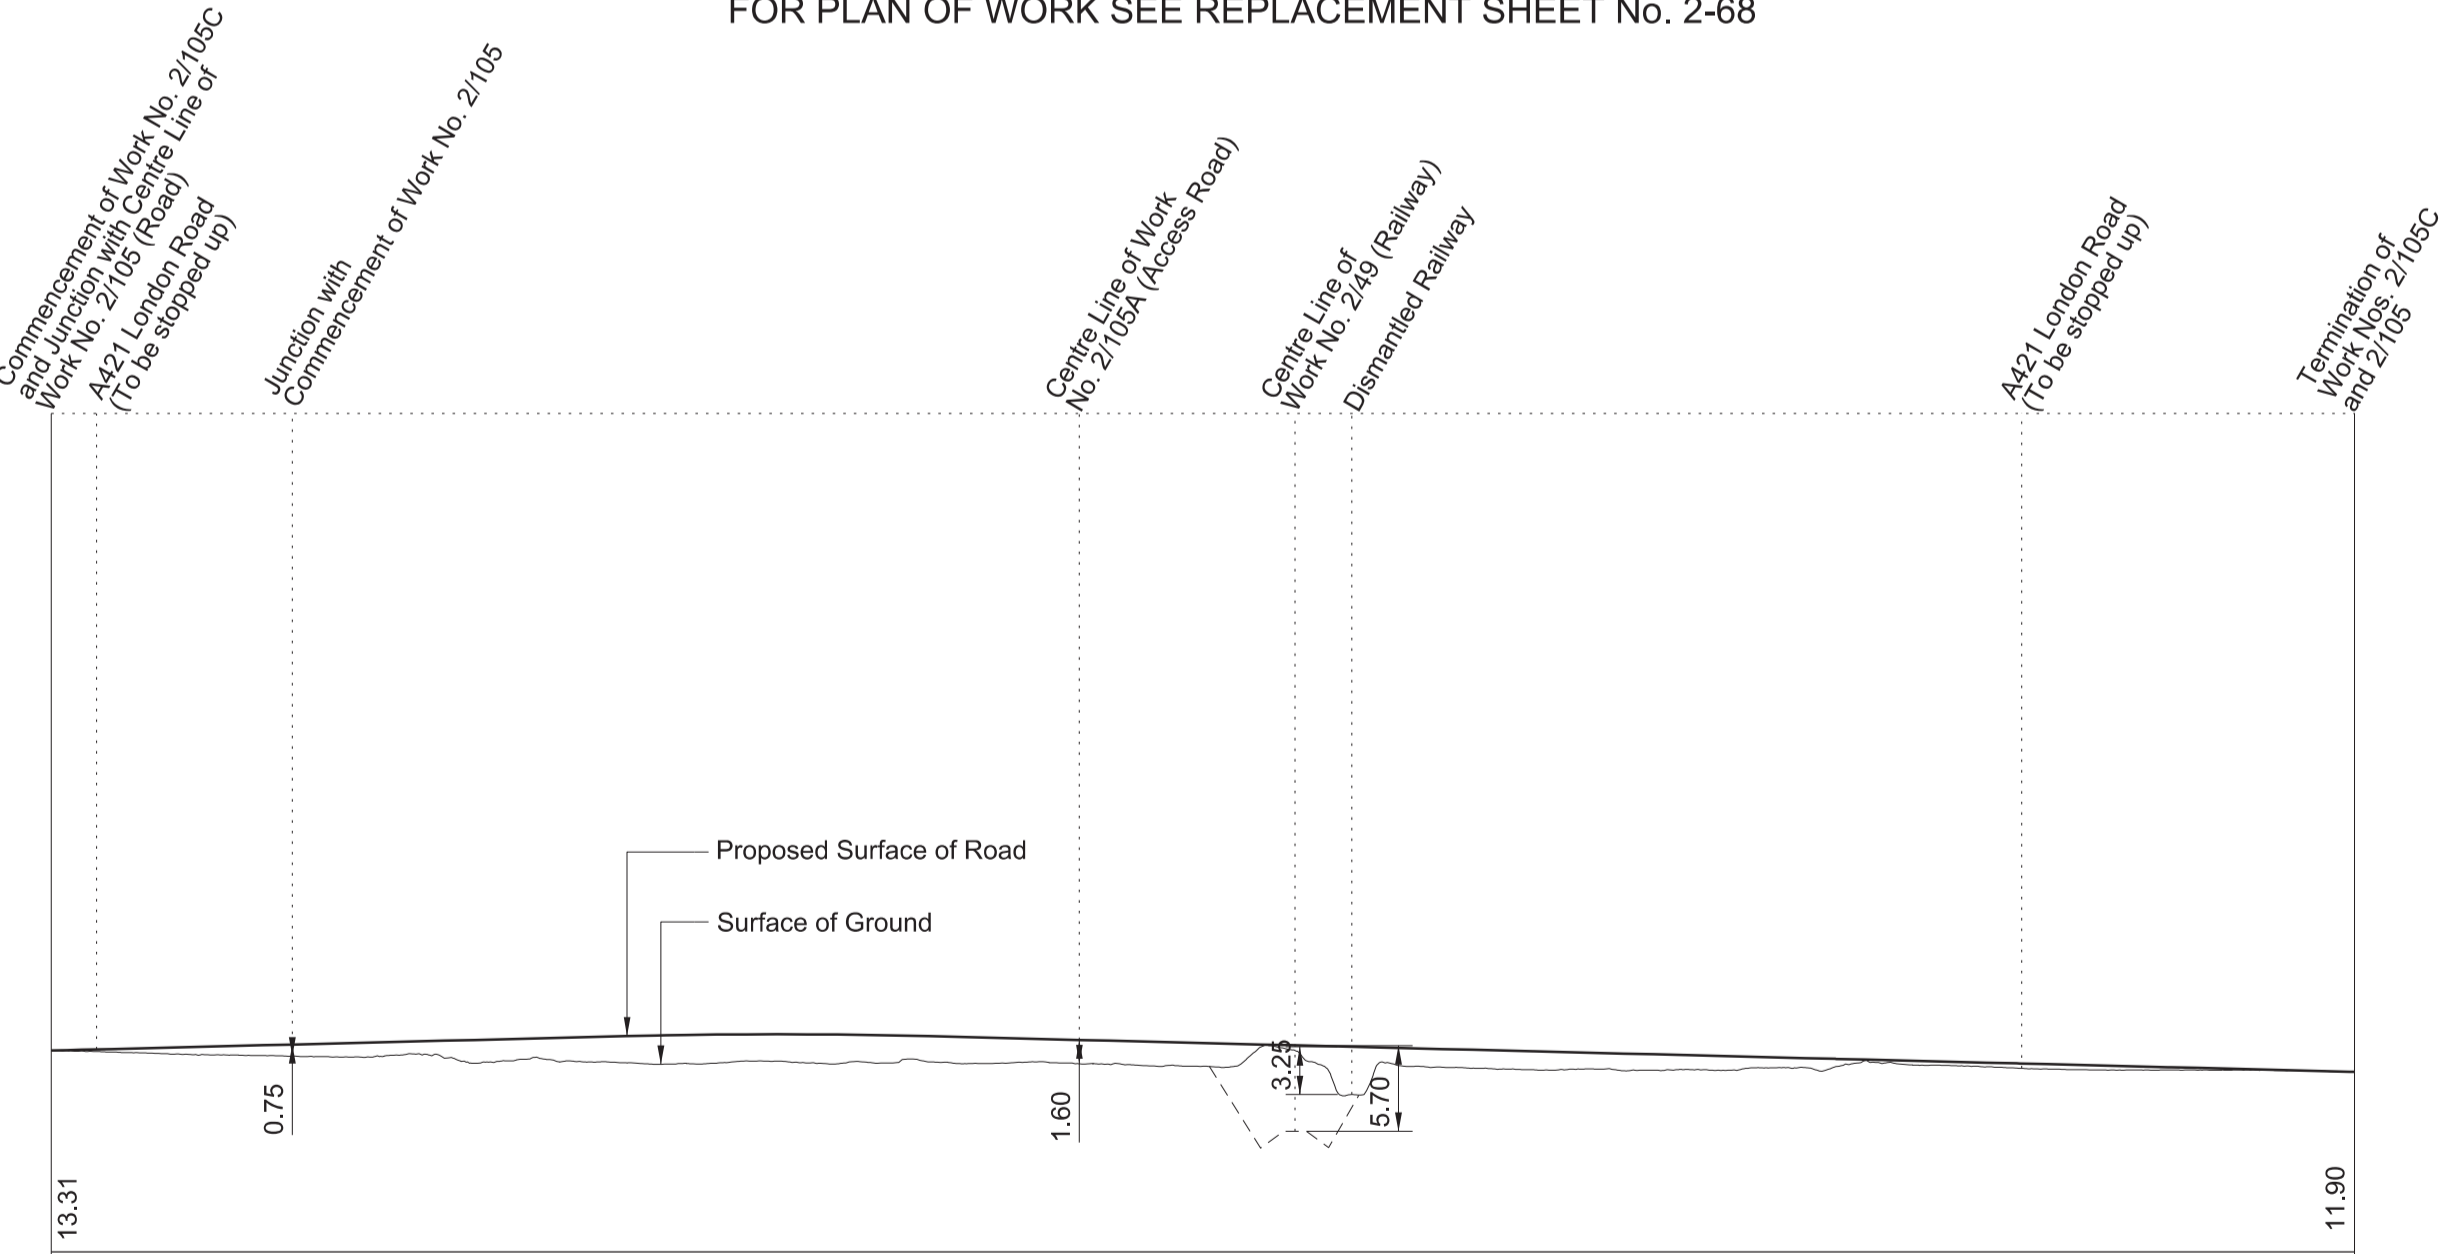 FOR PLAN OF WORK SEE REPLACEMENT SHEET No. 2-68
Commencement of Work No. 2/105C
and Junction with Centre Line of
Work No. 2/105 (Road)
A421 London Road
(To be stopped up)
Junction with
Commencement of Work No. 2/105
Centre Line of Work
No. 2/105A (Access Road)
Centre Line of
Work No. 2/49 (Railway)
Dismantled Railway
A421 London Road
(To be stopped up)
Termination of
Work Nos. 2/105C
and 2/105
Proposed Surface of Road
Surface of Ground
0.75
1.60
3.25
5.70
13.31
11.90